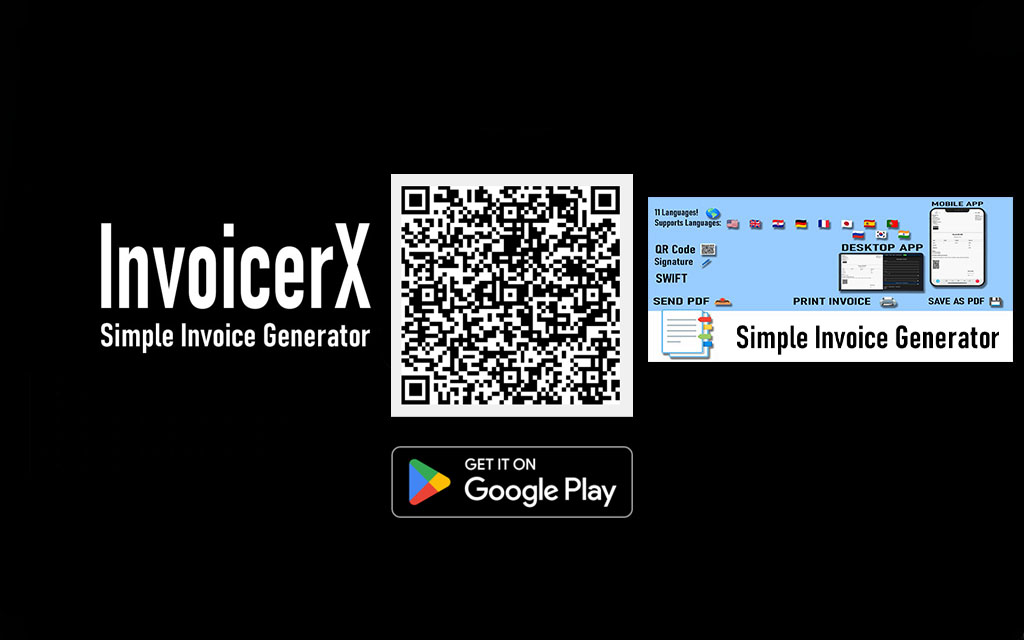 InvoicerX
Simple Invoice Generator
GET IT ON
Google Play
11 Languages!
Supports Languages:
MOBILE APP
QR Code
Signature
SWIFT
DESKTOP APP
SEND PDF
PRINT INVOICE
SAVE AS PDF
Simple Invoice Generator